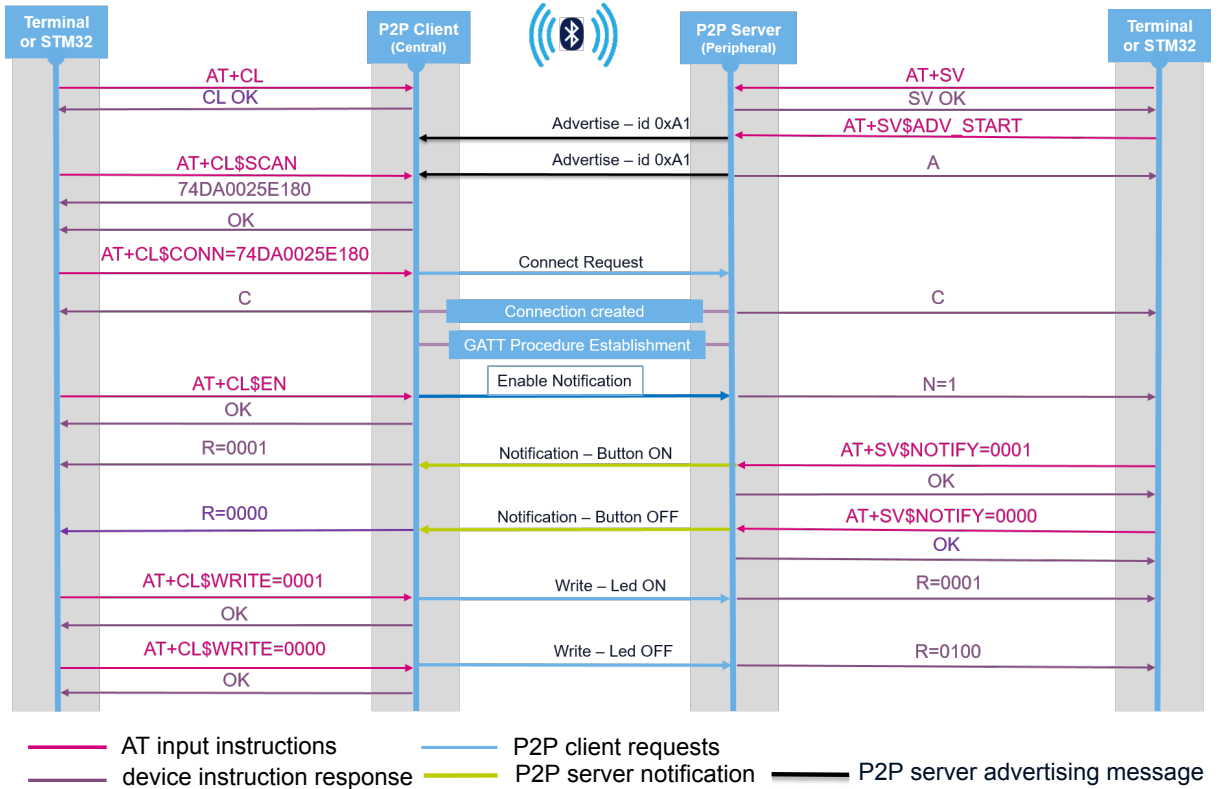 Terminal
or STM32
P2P Client
(Central)
P2P Server
(Peripheral)
Terminal
or STM32
AT+CL
AT+SV
CL OK
SV OK
Advertise – id 0xA1
AT+SV$ADV_START
AT+CL$SCAN
Advertise – id 0xA1
A
74DA0025E180
OK
AT+CL$CONN=74DA0025E180
Connect Request
C
Connection created
C
GATT Procedure Establishment
AT+CL$EN
Enable Notification
N=1
OK
R=0001
Notification – Button ON
AT+SV$NOTIFY=0001
OK
R=0000
Notification – Button OFF
AT+SV$NOTIFY=0000
OK
AT+CL$WRITE=0001
Write – Led ON
R=0001
OK
AT+CL$WRITE=0000
Write – Led OFF
R=0100
OK
AT input instructions
P2P client requests
device instruction response
P2P server notification
P2P server advertising message